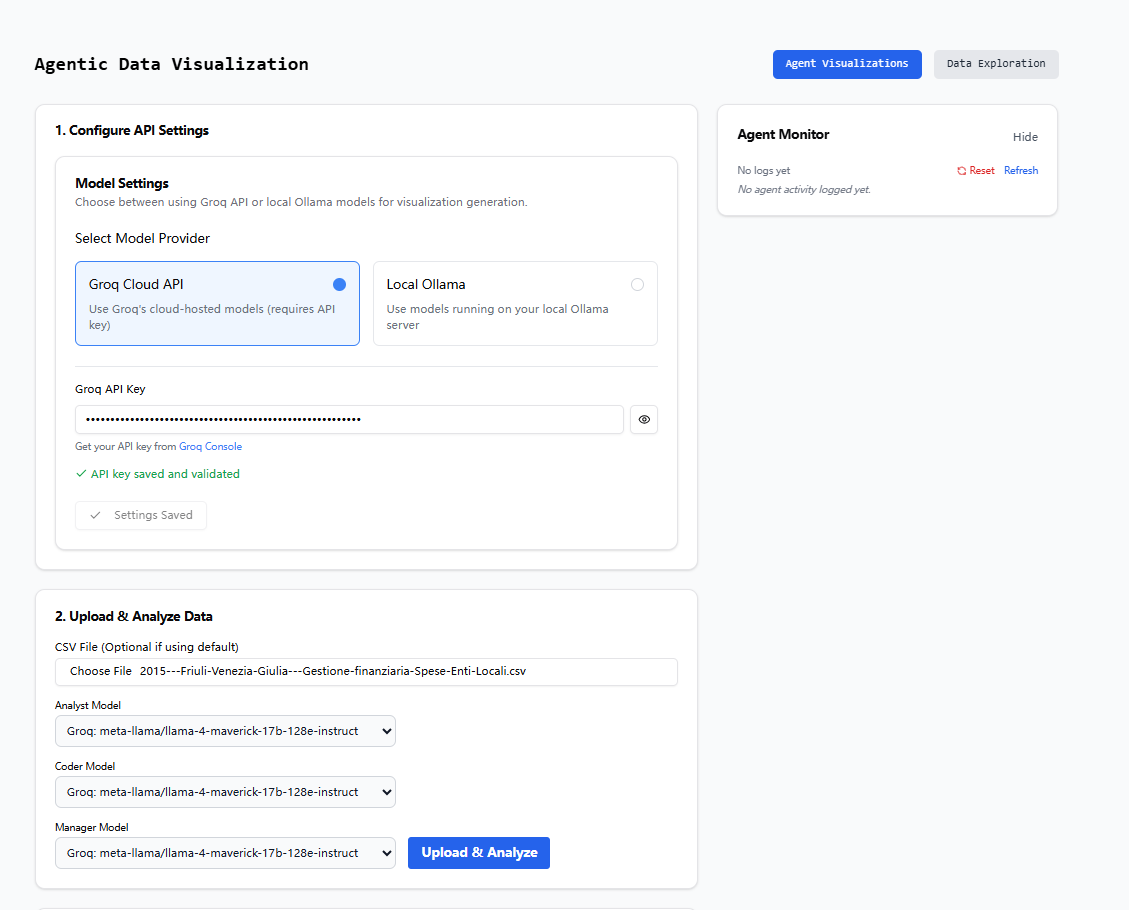 Agentic Data Visualization
Agent Visualizations
Data Exploration
1. Configure API Settings
Model Settings
Choose between using Groq API or local Ollama models for visualization generation.
Select Model Provider
Groq Cloud API
Use Groq's cloud-hosted models (requires API
key)
Local Ollama
Use models running on your local Ollama
server
Groq API Key
Get your API key from Groq Console
API key saved and validated
Settings Saved
Agent Monitor
Hide
No logs yet
Reset
Refresh
No agent activity logged yet.
2. Upload & Analyze Data
CSV File (Optional if using default)
Choose File 2015---Friuli-Venezia-Giulia---Gestione-finanziaria-Spese-Enti-Locali.csv
Analyst Model
Groq: meta-llama/llama-4-maverick-17b-128e-instruct
Coder Model
Groq: meta-llama/llama-4-maverick-17b-128e-instruct
Manager Model
Groq: meta-llama/llama-4-maverick-17b-128e-instruct
Upload & Analyze